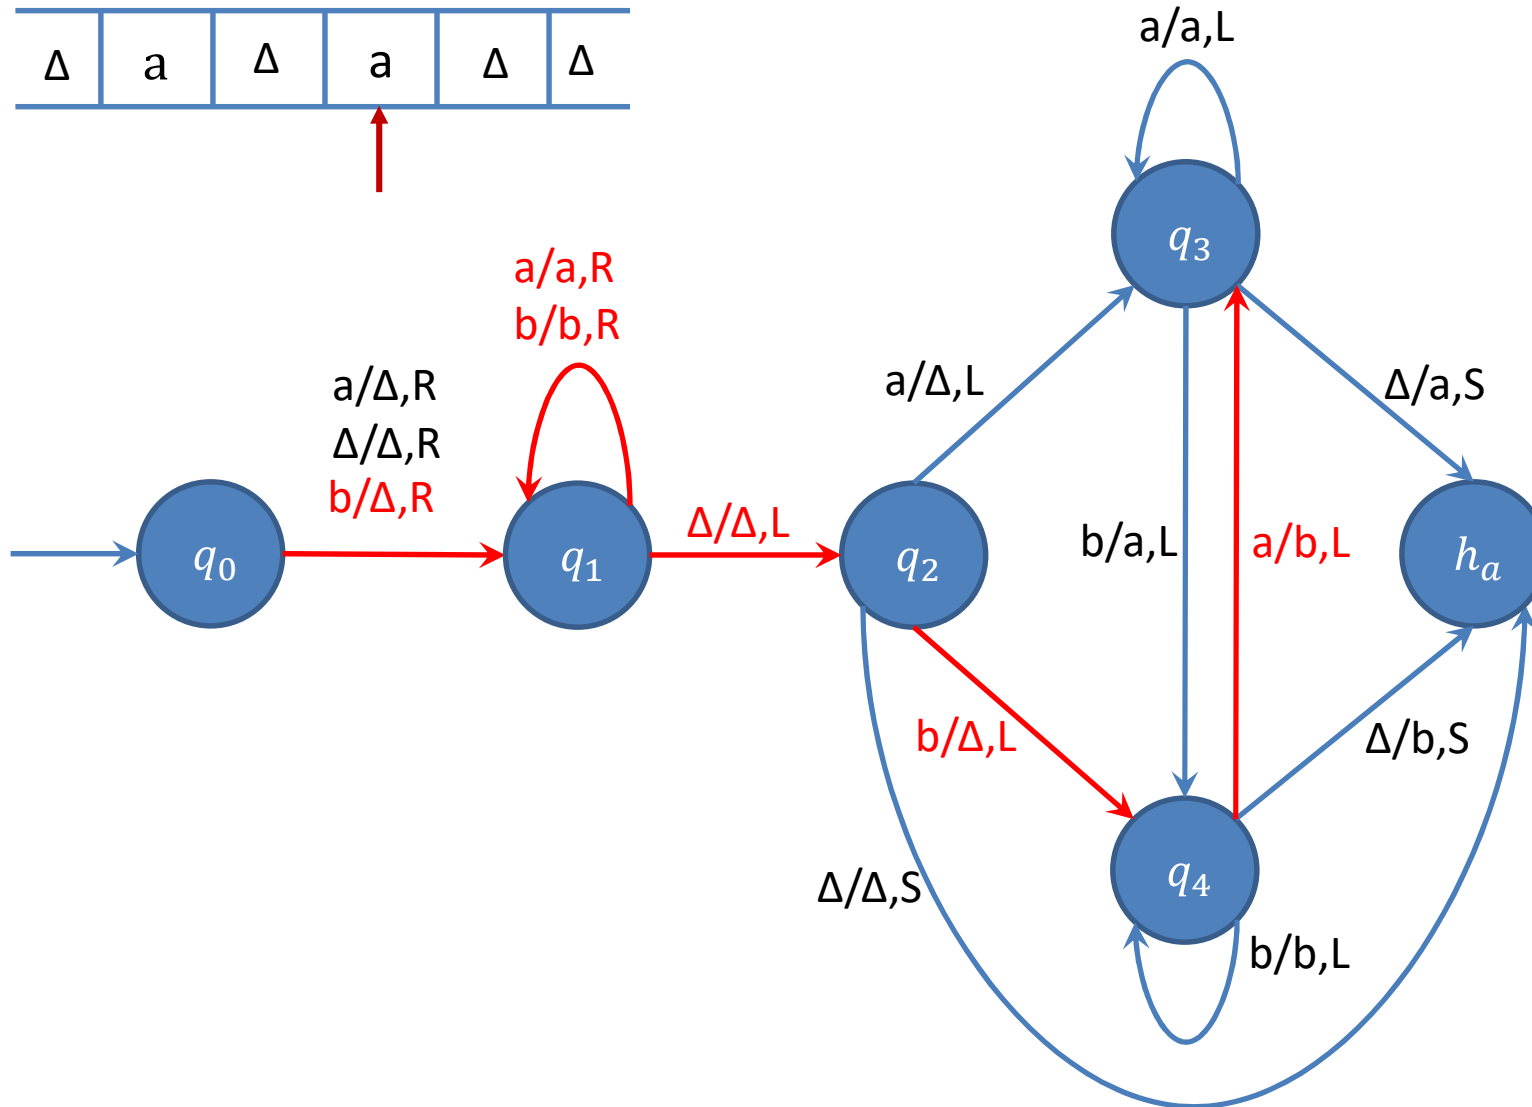 Δ a Δ a Δ Δ
a/a,L
q₃
a/a,R
b/b,R
a/Δ,R
Δ/Δ,R
b/Δ,R
a/Δ,L
Δ/a,S
q₀
q₁
Δ/Δ,L
q₂
b/a,L
a/b,L
hₐ
b/Δ,L
Δ/b,S
Δ/Δ,S
q₄
b/b,L